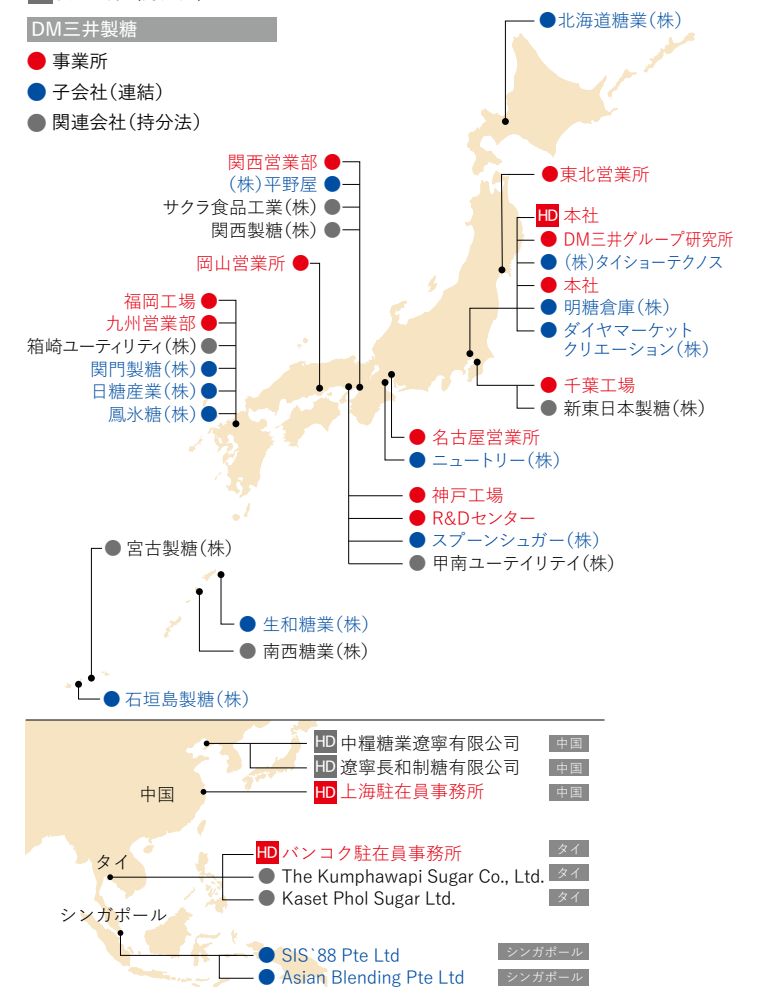 DM三井製糖
事業所
子会社（連結）
関連会社（持分法）
北海道糖業（株）
関西営業部
（株）平野屋
サクラ食品工業（株）
関西製糖（株）
岡山営業所
福岡工場
九州営業部
箱崎ユーティリティ（株）
関門製糖（株）
日糖産業（株）
鳳氷糖（株）
東北営業所
HD 本社
DM三井グループ研究所
（株）タイショーテクノス
本社
明糖倉庫（株）
ダイヤマーケット
クリエーション（株）
千葉工場
新東日本製糖（株）
名古屋営業所
ニュートリー（株）
神戸工場
R&Dセンター
スプーンシュガー（株）
甲南ユーテイリテイ（株）
宮古製糖（株）
生和糖業（株）
南西糖業（株）
石垣島製糖（株）
HD 中糧糖業遼寧有限公司 中国
HD 遼寧長和制糖有限公司 中国
中国
HD 上海駐在員事務所 中国
タイ
HD バンコク駐在員事務所 タイ
The Kumphawapi Sugar Co., Ltd. タイ
Kaset Phol Sugar Ltd. タイ
シンガポール
SIS`88 Pte Ltd シンガポール
Asian Blending Pte Ltd シンガポール